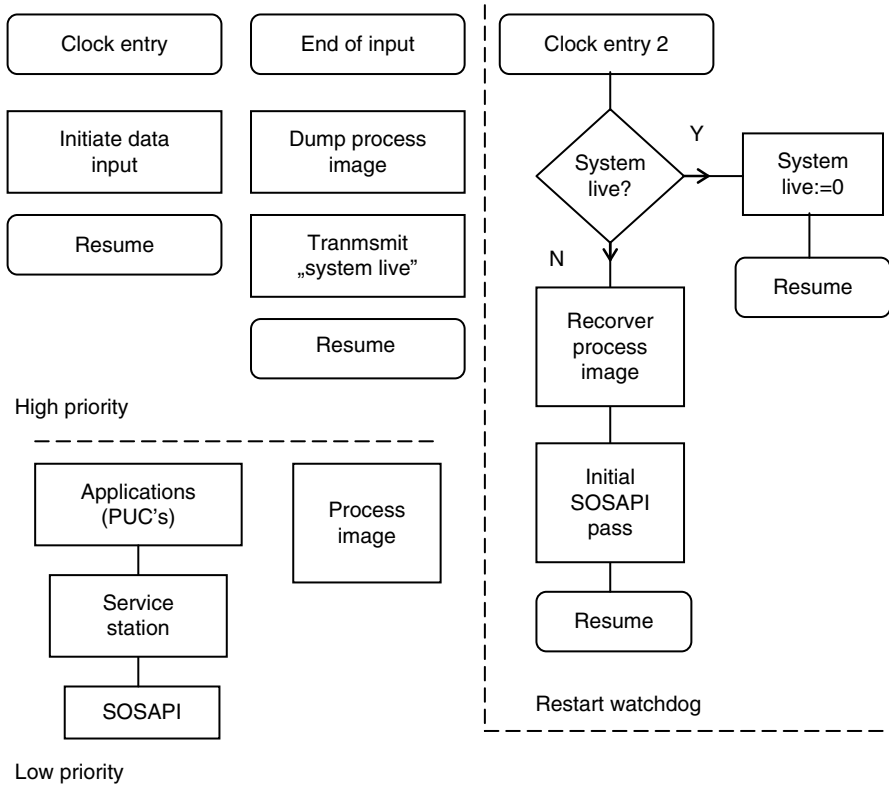 Clock entry
Initiate data
input
Resume
End of input
Dump process
image
Tranmsmit
„system live”
Resume
High priority
Applications
(PUC's)
Service
station
SOSAPI
Process
image
Low priority
Clock entry 2
System
live?
Y
System
live:=0
Resume
N
Recorver
process
image
Initial
SOSAPI
pass
Resume
Restart watchdog